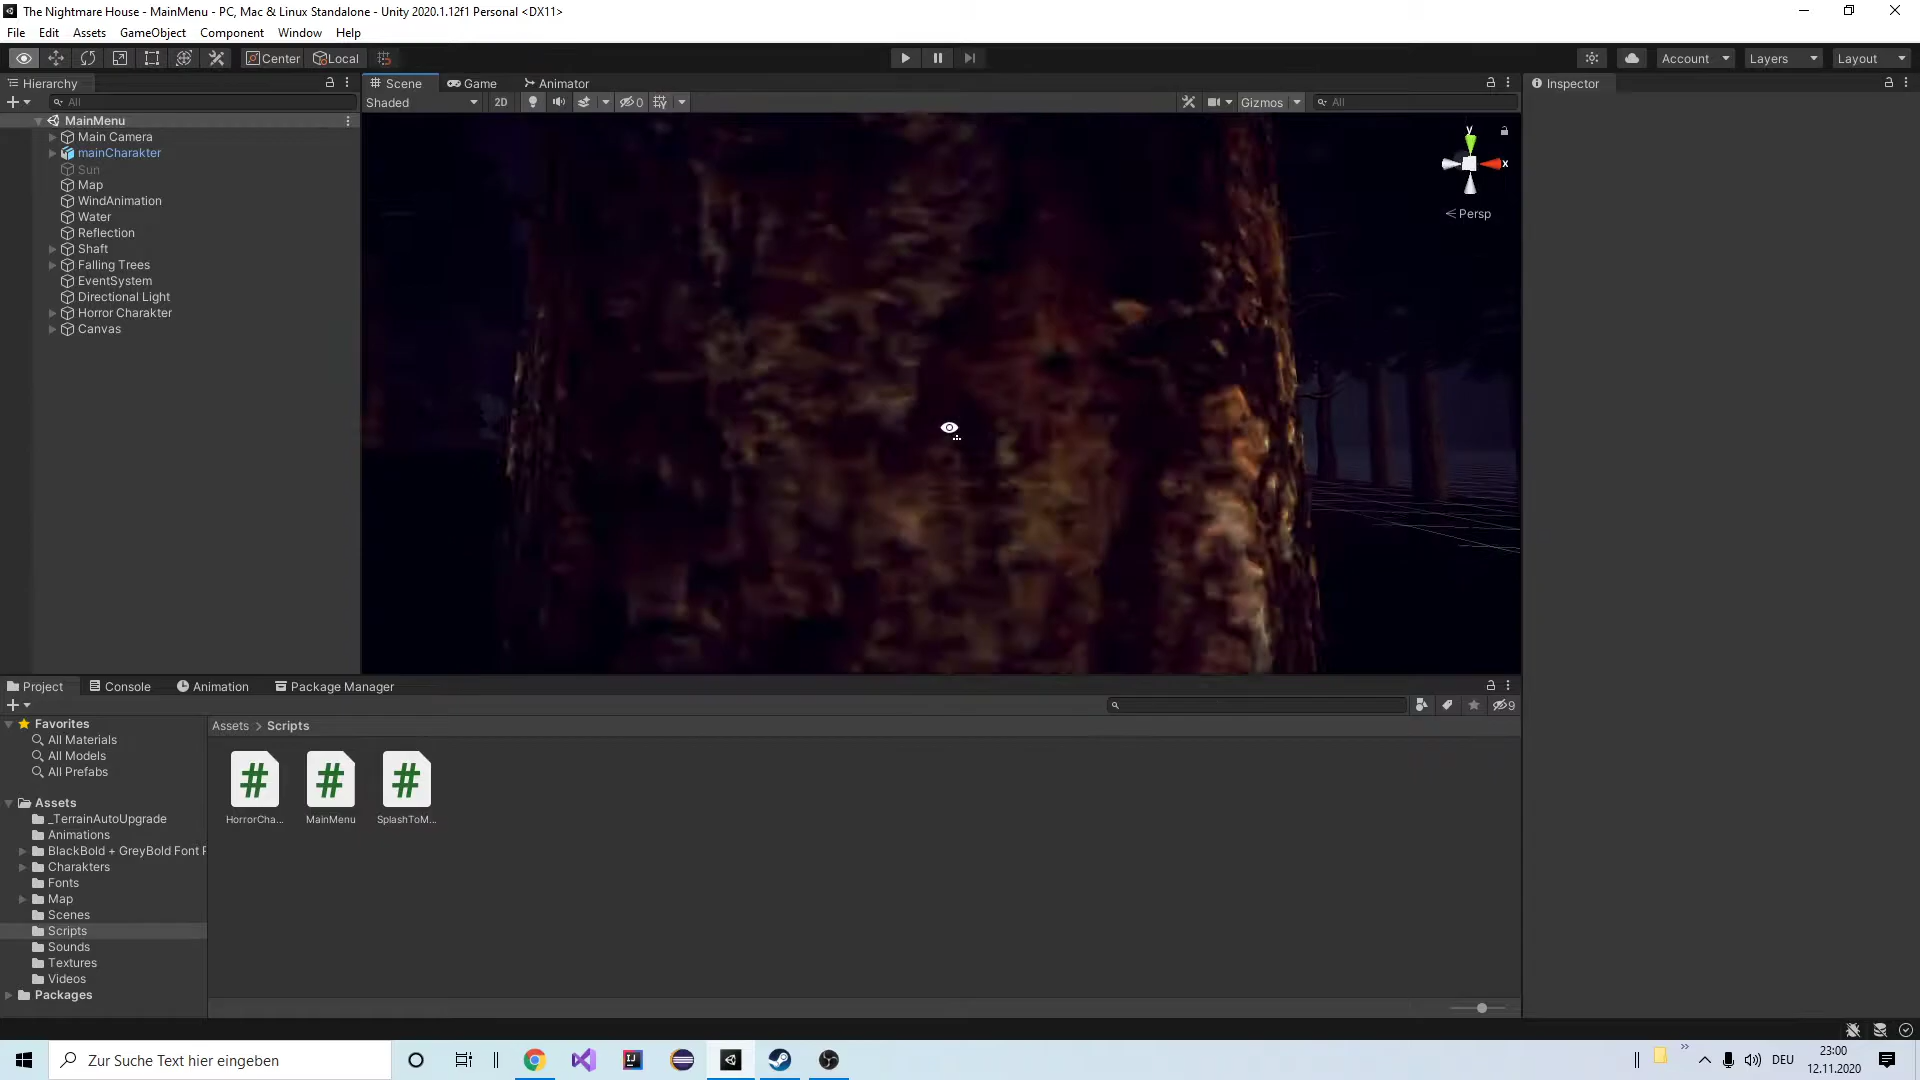 The Nightmare House - MainMenu - PC, Mac & Linux Standalone - Unity 2020.1.12f1 Personal <DX11>
File Edit Assets GameObject Component Window Help
Center Local Account Layers Layout
Hierarchy
All
MainMenu
Main Camera
mainCharakter
Sun
Map
WindAnimation
Water
Reflection
Shaft
Falling Trees
EventSystem
Directional Light
Horror Charakter
Canvas
Scene Game Animator
Shaded 2D 0 Gizmos All
y
x
Persp
Inspector
Project Console Animation Package Manager
9
Favorites
All Materials
All Models
All Prefabs
Assets
_TerrainAutoUpgrade
Animations
BlackBold + GreyBold Font P
Charakters
Fonts
Map
Scenes
Scripts
Sounds
Textures
Videos
Packages
Assets > Scripts
HorrorCha... MainMenu SplashToM...
Zur Suche Text hier eingeben
DEU
23:00
12.11.2020